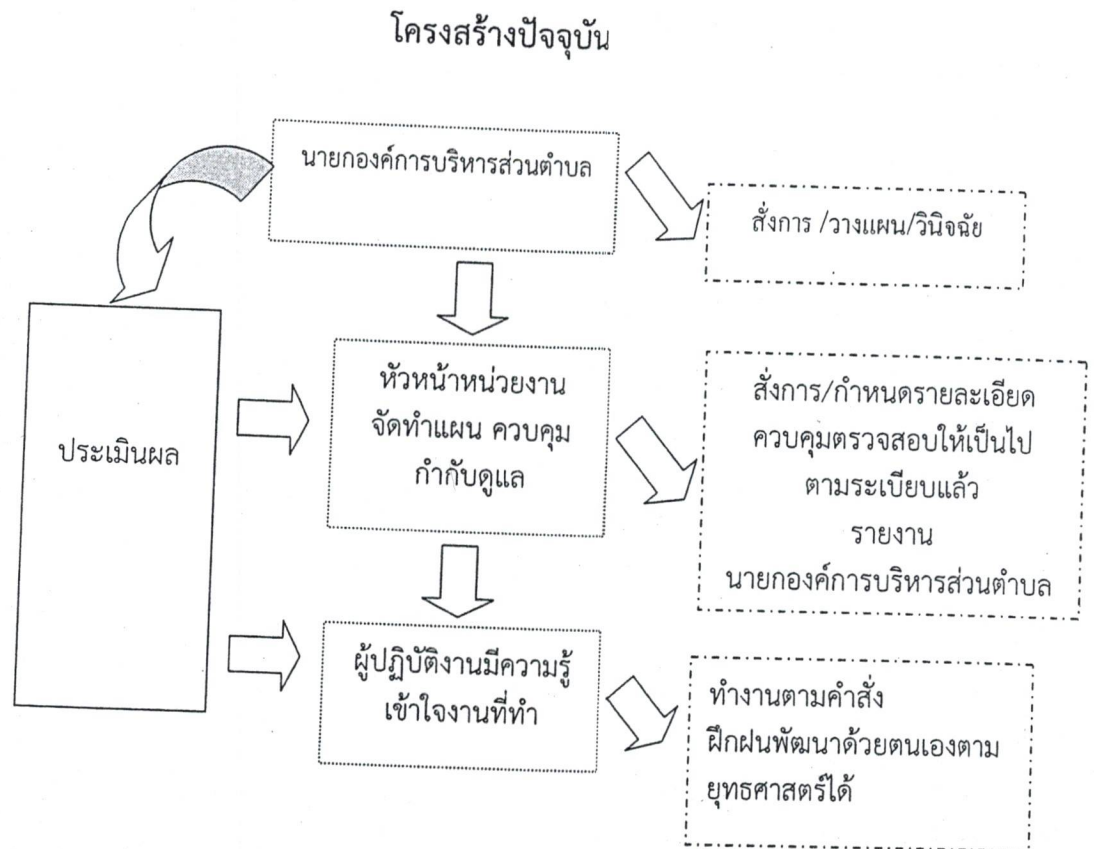 โครงสร้างปัจจุบัน
นายกองค์การบริหารส่วนตำบล
สั่งการ /วางแผน/วินิจฉัย
ประเมินผล
หัวหน้าหน่วยงาน
จัดทำแผน ควบคุม
กำกับดูแล
สั่งการ/กำหนดรายละเอียด
ควบคุมตรวจสอบให้เป็นไป
ตามระเบียบแล้ว
รายงาน
นายกองค์การบริหารส่วนตำบล
ผู้ปฏิบัติงานมีความรู้
เข้าใจงานที่ทำ
ทำงานตามคำสั่ง
ฝึกฝนพัฒนาด้วยตนเองตาม
ยุทธศาสตร์ได้